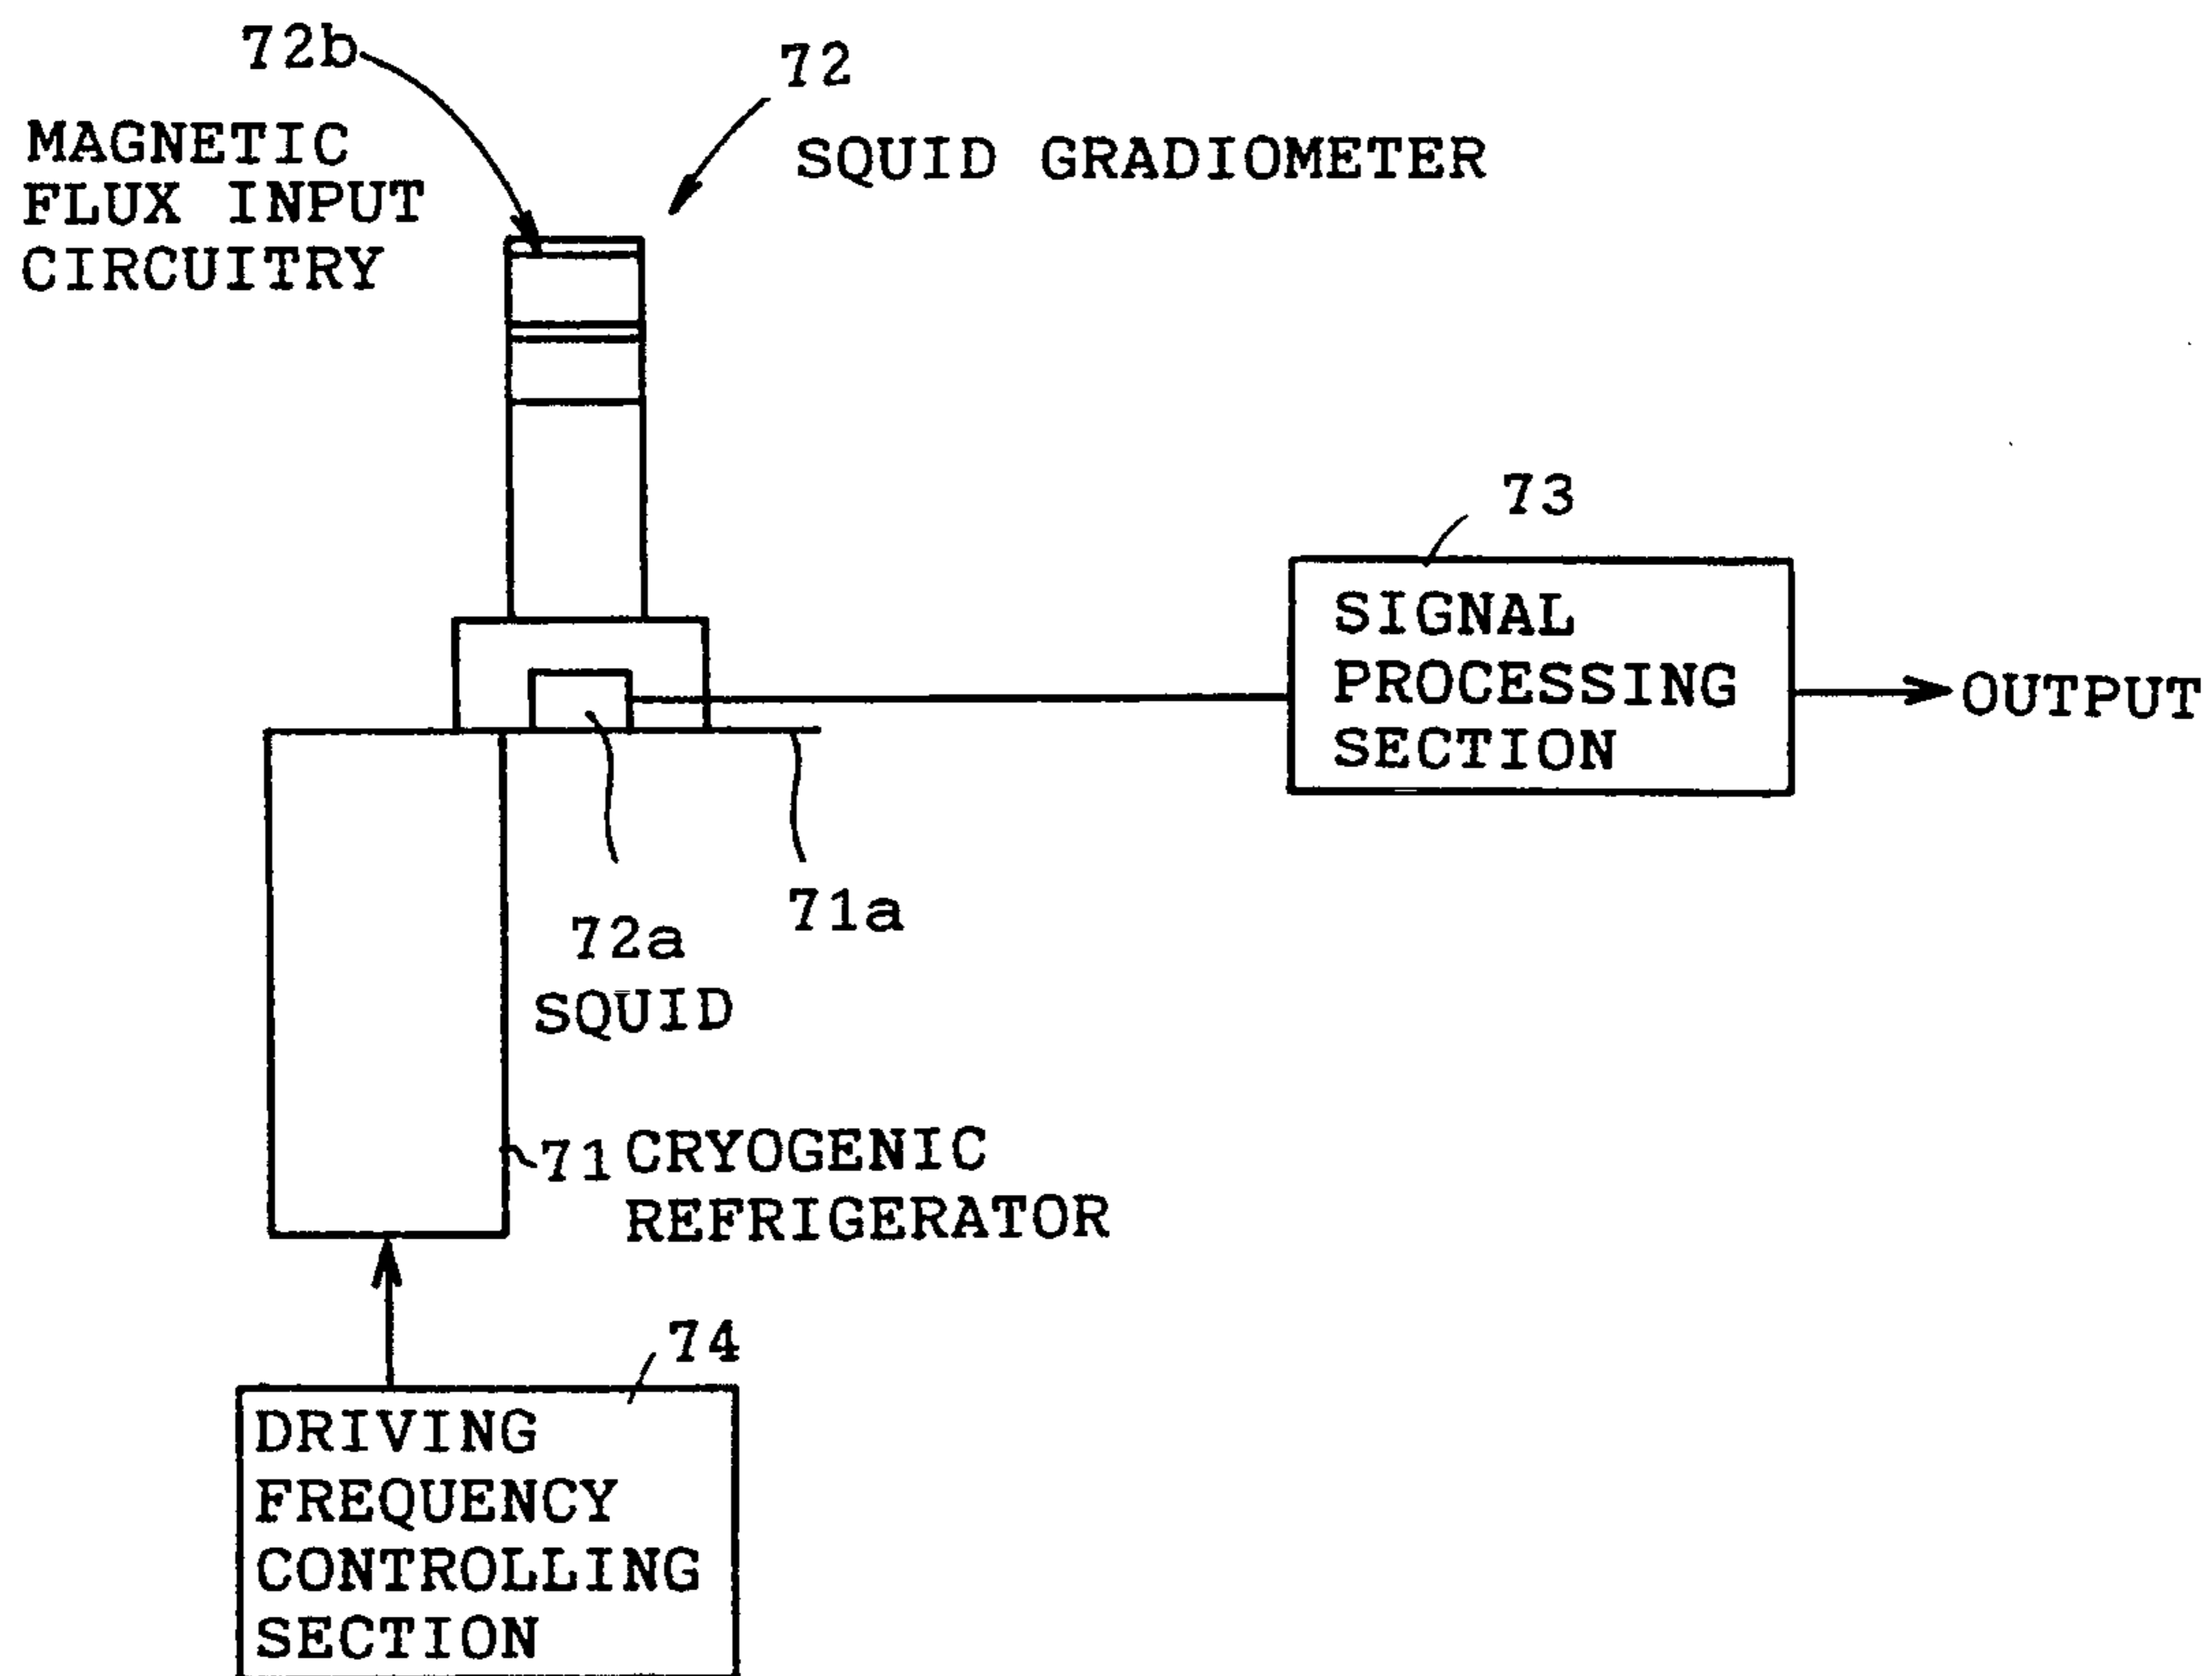 72b
MAGNETIC
FLUX INPUT
CIRCUITRY
72
SQUID GRADIOMETER
73
SIGNAL
PROCESSING
SECTION
OUTPUT
71a
72a
SQUID
71 CRYOGENIC
REFRIGERATOR
74
DRIVING
FREQUENCY
CONTROLLING
SECTION